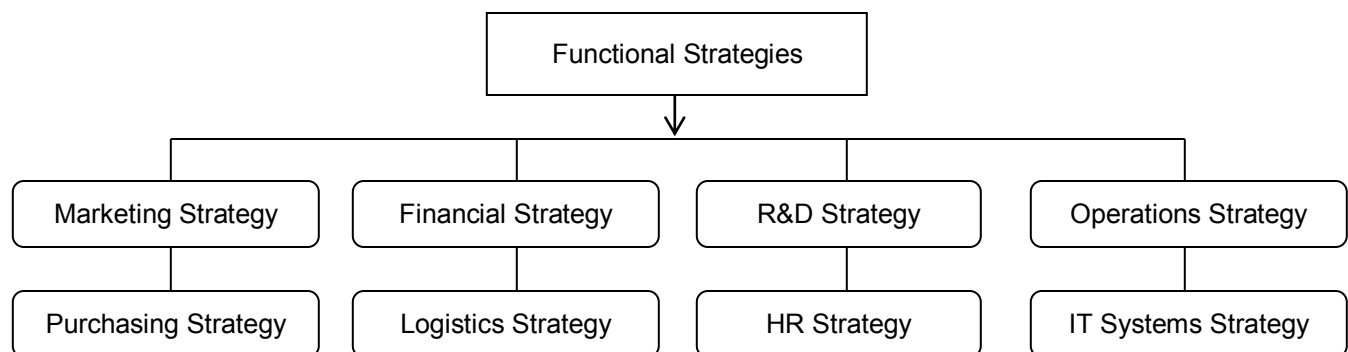 Functional Strategies
Marketing Strategy
Financial Strategy
R&D Strategy
Operations Strategy
Purchasing Strategy
Logistics Strategy
HR Strategy
IT Systems Strategy